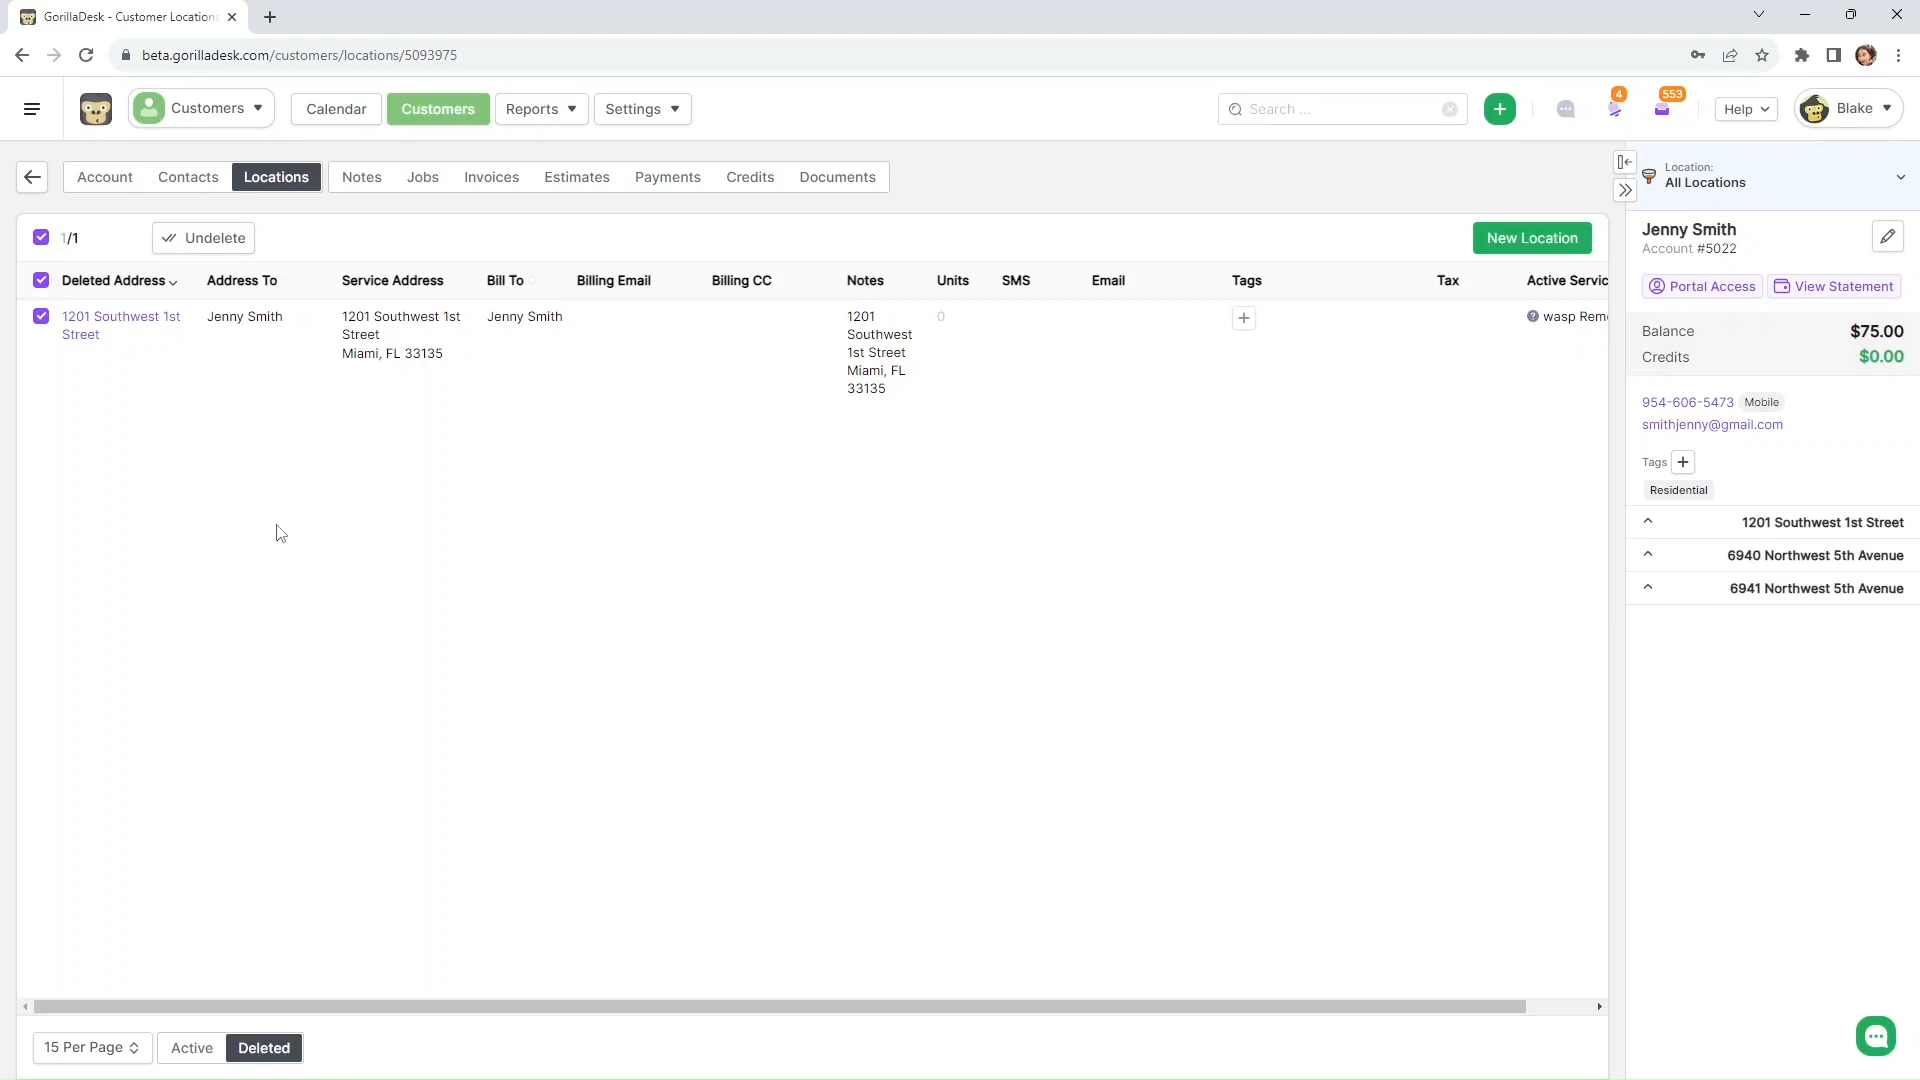 GorillaDesk - Customer Locations
beta.gorilladesk.com/customers/locations/5093975
Customers
Calendar
Customers
Reports
Settings
Search ...
4
553
Help
Blake
Account
Contacts
Locations
Notes
Jobs
Invoices
Estimates
Payments
Credits
Documents
Location:
All Locations
1/1
Undelete
New Location
Jenny Smith
Account #5022
Portal Access
View Statement
Balance
$75.00
Credits
$0.00
954-606-5473 Mobile
smithjenny@gmail.com
Tags
Residential
1201 Southwest 1st Street
6940 Northwest 5th Avenue
6941 Northwest 5th Avenue
Deleted Address
Address To
Service Address
Bill To
Billing Email
Billing CC
Notes
Units
SMS
Email
Tags
Tax
Active Servic
1201 Southwest 1st
Street
Jenny Smith
1201 Southwest 1st
Street
Miami, FL 33135
Jenny Smith
1201
Southwest
1st Street
Miami, FL
33135
0
wasp Rem
15 Per Page
Active
Deleted